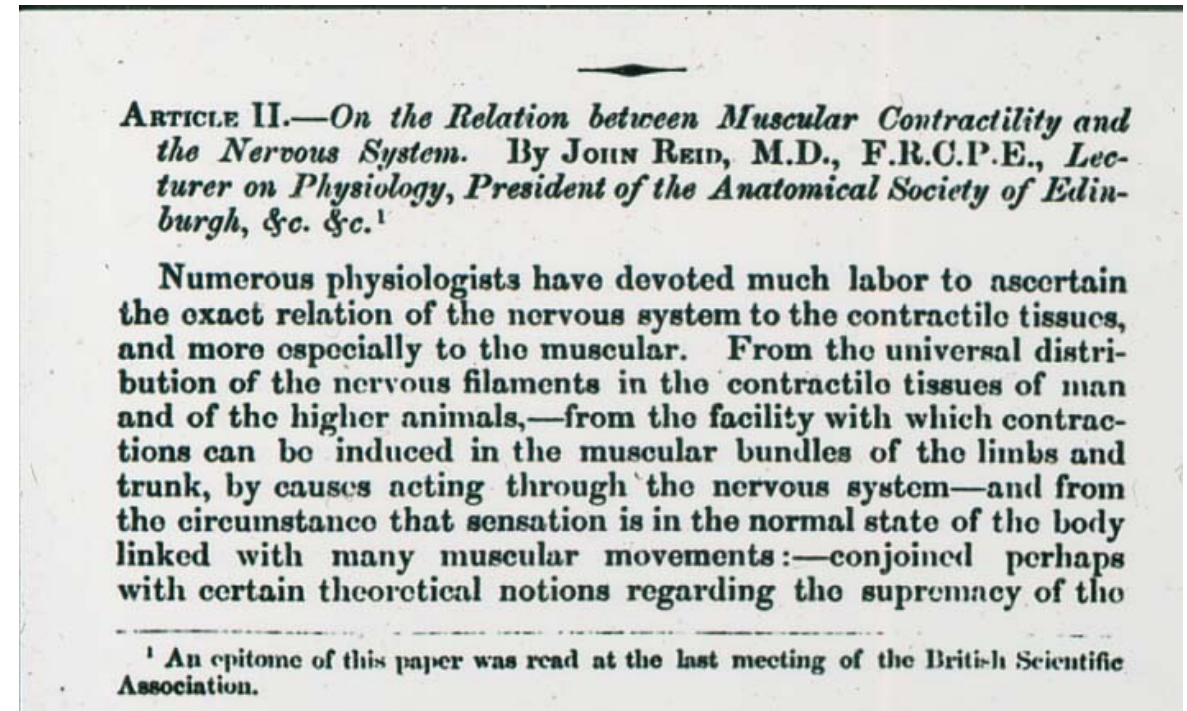 ARTICLE II.—On the Relation between Muscular Contractility and
the Nervous System. By JOHN REID, M.D., F.R.C.P.E., Lec-
turer on Physiology, President of the Anatomical Society of Edin-
burgh, &c. &c.¹
Numerous physiologists have devoted much labor to ascertain
the exact relation of the nervous system to the contractile tissues,
and more especially to the muscular. From the universal distri-
bution of the nervous filaments in the contractile tissues of man
and of the higher animals,—from the facility with which contrac-
tions can be induced in the muscular bundles of the limbs and
trunk, by causes acting through the nervous system—and from
the circumstance that sensation is in the normal state of the body
linked with many muscular movements:—conjoined perhaps
with certain theoretical notions regarding the supremacy of the
¹ An epitome of this paper was read at the last meeting of the British Scientific
Association.